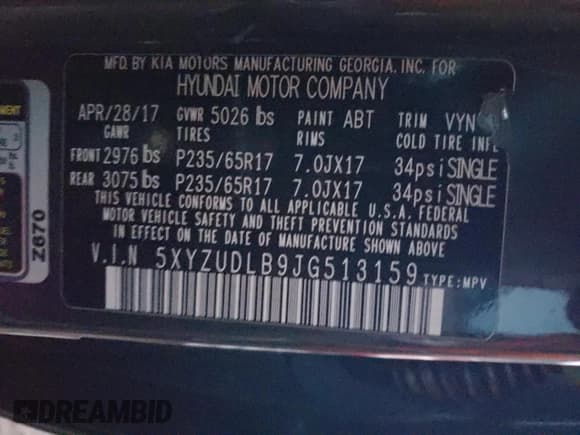 MFD. BY KIA MOTORS MANUFACTURING GEORGIA, INC. FOR
HYUNDAI MOTOR COMPANY
APR/28/17 GVWR 5026 lbs PAINT ABT TRIM VYN
GAWR TIRES RIMS COLD TIRE INFL
FRONT 2976 lbs P235/65R17 7.0JX17 34psi SINGLE
REAR 3075 lbs P235/65R17 7.0JX17 34psi SINGLE
THIS VEHICLE CONFORMS TO ALL APPLICABLE U.S.A. FEDERAL
MOTOR VEHICLE SAFETY AND THEFT PREVENTION STANDARDS
IN EFFECT ON THE DATE OF MANUFACTURE SHOWN ABOVE.
V.I.N 5XYZUDLB9JG513159 TYPE: MPV
Z670
DREAMBID